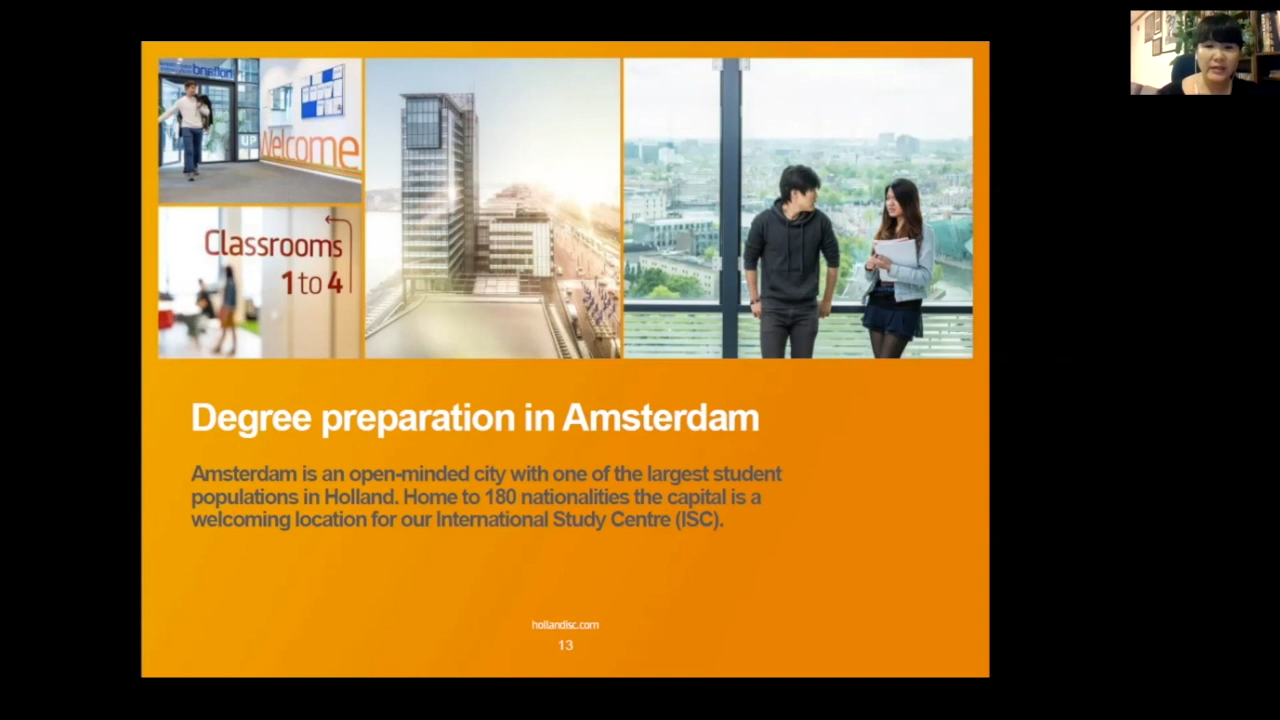 holland
UP
Welcome
Classrooms
1 to 4
Degree preparation in Amsterdam
Amsterdam is an open-minded city with one of the largest student
populations in Holland. Home to 180 nationalities the capital is a
welcoming location for our International Study Centre (ISC).
hollandisc.com
13